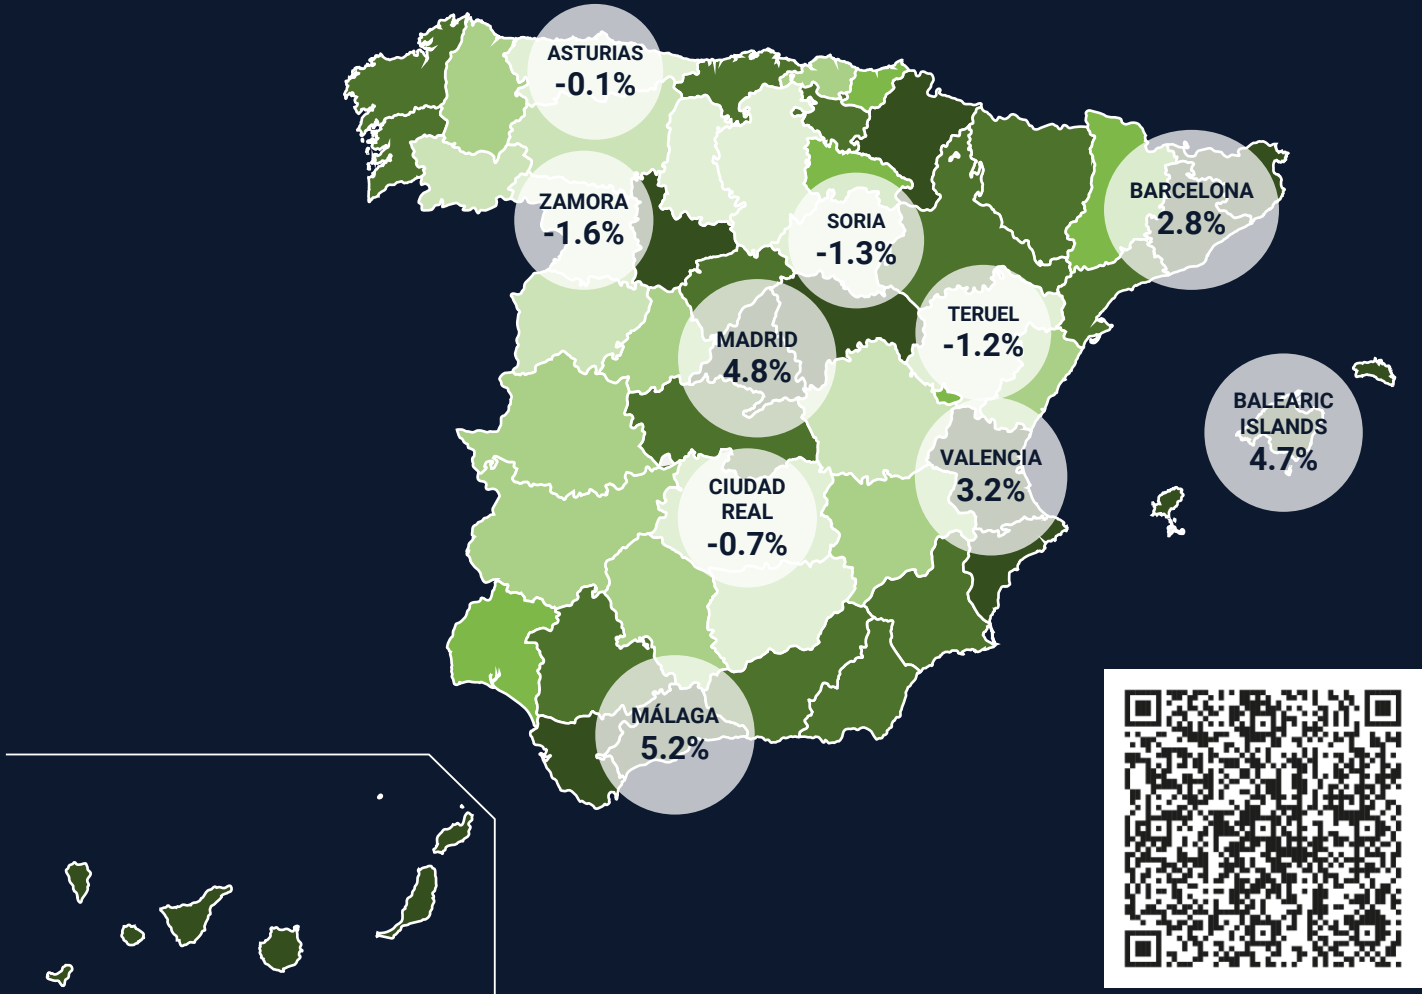 ASTURIAS
-0.1%
ZAMORA
-1.6%
SORIA
-1.3%
BARCELONA
2.8%
MADRID
4.8%
TERUEL
-1.2%
BALEARIC
ISLANDS
4.7%
VALENCIA
3.2%
CIUDAD
REAL
-0.7%
MÁLAGA
5.2%